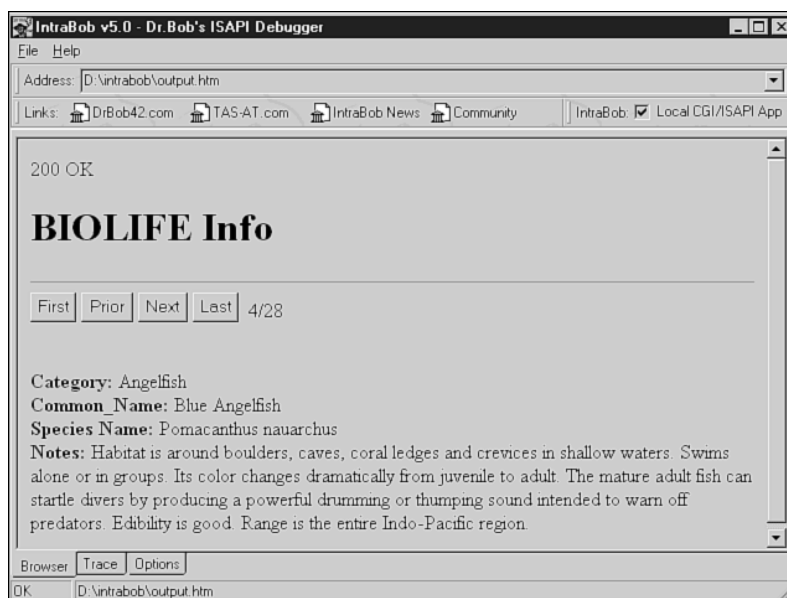 IntraBob v5.0 - Dr.Bob's ISAPI Debugger
File Help
Address: D:\intrabob\output.htm
Links: DrBob42.com TAS-AT.com IntraBob News Community IntraBob: Local CGI/ISAPI App
200 OK
BIOLIFE Info
First Prior Next Last 4/28
Category: Angelfish
Common_Name: Blue Angelfish
Species Name: Pomacanthus nauarchus
Notes: Habitat is around boulders, caves, coral ledges and crevices in shallow waters. Swims
alone or in groups. Its color changes dramatically from juvenile to adult. The mature adult fish can
startle divers by producing a powerful drumming or thumping sound intended to warn off
predators. Edibility is good. Range is the entire Indo-Pacific region.
Browser Trace Options
OK D:\intrabob\output.htm